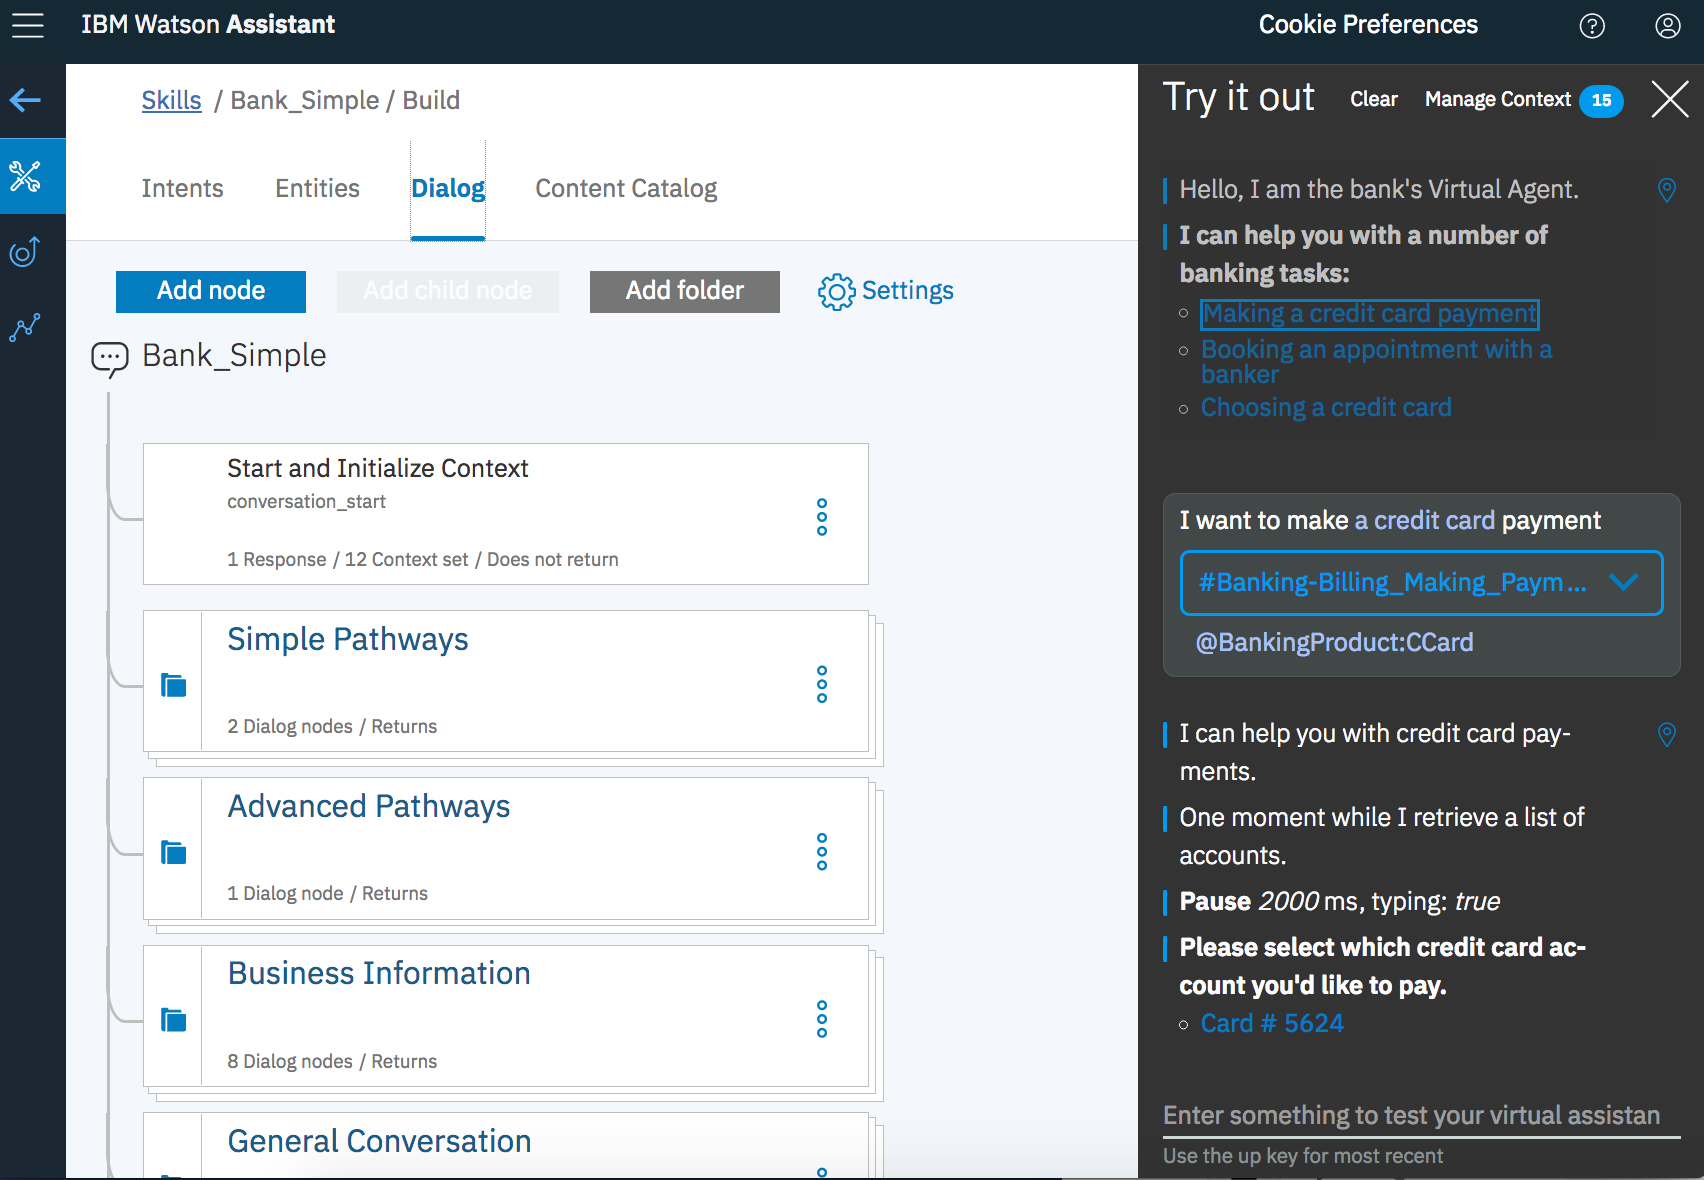 IBM Watson Assistant
Cookie Preferences
Skills / Bank_Simple / Build
Intents
Entities
Dialog
Content Catalog
Add node
Add child node
Add folder
Settings
Bank_Simple
Start and Initialize Context
conversation_start
1 Response / 12 Context set / Does not return
Simple Pathways
2 Dialog nodes / Returns
Advanced Pathways
1 Dialog node / Returns
Business Information
8 Dialog nodes / Returns
General Conversation
Try it out
Clear
Manage Context 15
Hello, I am the bank's Virtual Agent.
I can help you with a number of
banking tasks:
Making a credit card payment
Booking an appointment with a
banker
Choosing a credit card
I want to make a credit card payment
#Banking-Billing_Making_Paym...
@BankingProduct:CCard
I can help you with credit card pay-
ments.
One moment while I retrieve a list of
accounts.
Pause 2000 ms, typing: true
Please select which credit card ac-
count you'd like to pay.
Card # 5624
Enter something to test your virtual assistan
Use the up key for most recent